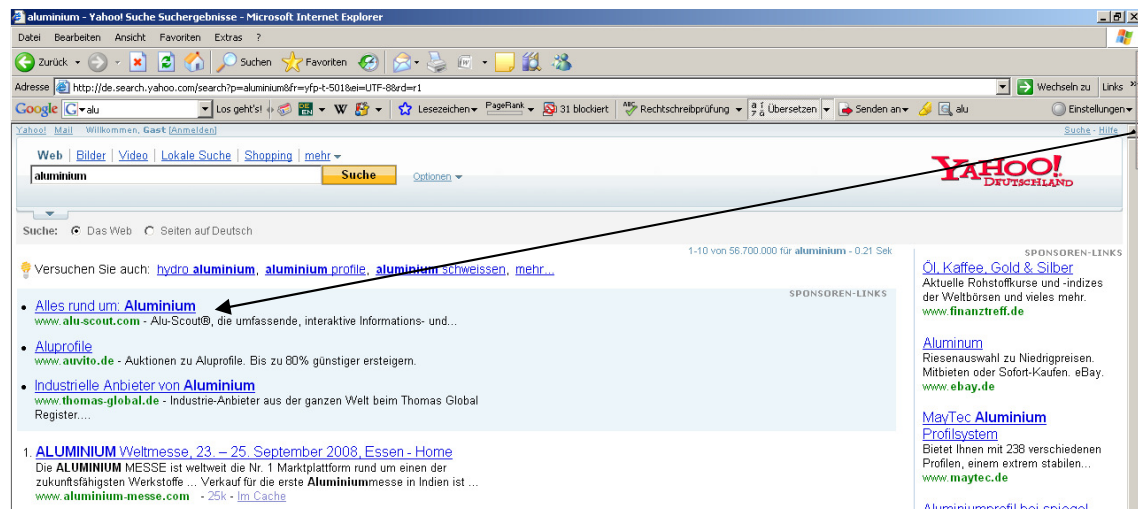 aluminium - Yahoo! Suche Suchergebnisse - Microsoft Internet Explorer
Datei Bearbeiten Ansicht Favoriten Extras ?
Zurück Suchen Favoriten
Adresse http://de.search.yahoo.com/search?p=aluminium&fr=yfp-t-501&ei=UTF-8&rd=r1 Wechseln zu Links »
Google G alu Los geht's! W Lesezeichen PageRank 31 blockiert Rechtschreibprüfung Übersetzen Senden an alu Einstellungen
Yahoo! Mail Willkommen, Gast [Anmelden] Suche - Hilfe
Web | Bilder | Video | Lokale Suche | Shopping | mehr
aluminium Suche Optionen
YAHOO!
DEUTSCHLAND
Suche: Das Web Seiten auf Deutsch
1-10 von 56.700.000 für aluminium - 0.21 Sek
Versuchen Sie auch: hydro aluminium, aluminium profile, aluminium schweissen, mehr...
SPONSOREN-LINKS
• Alles rund um: Aluminium
www.alu-scout.com - Alu-Scout®, die umfassende, interaktive Informations- und...
• Aluprofile
www.auvito.de - Auktionen zu Aluprofile. Bis zu 80% günstiger ersteigern.
• Industrielle Anbieter von Aluminium
www.thomas-global.de - Industrie-Anbieter aus der ganzen Welt beim Thomas Global
Register....
1. ALUMINIUM Weltmesse, 23. – 25. September 2008, Essen - Home
Die ALUMINIUM MESSE ist weltweit die Nr. 1 Marktplattform rund um einen der
zukunftsfähigsten Werkstoffe ... Verkauf für die erste Aluminiummesse in Indien ist ...
www.aluminium-messe.com - 25k - Im Cache
SPONSOREN-LINKS
Öl, Kaffee, Gold & Silber
Aktuelle Rohstoffkurse und -indizes
der Weltbörsen und vieles mehr.
www.finanztreff.de
Aluminum
Riesenauswahl zu Niedrigpreisen.
Mitbieten oder Sofort-Kaufen. eBay.
www.ebay.de
MayTec Aluminium
Profilsystem
Bietet Ihnen mit 238 verschiedenen
Profilen, einem extrem stabilen...
www.maytec.de
Aluminiumprofil bei spiegel